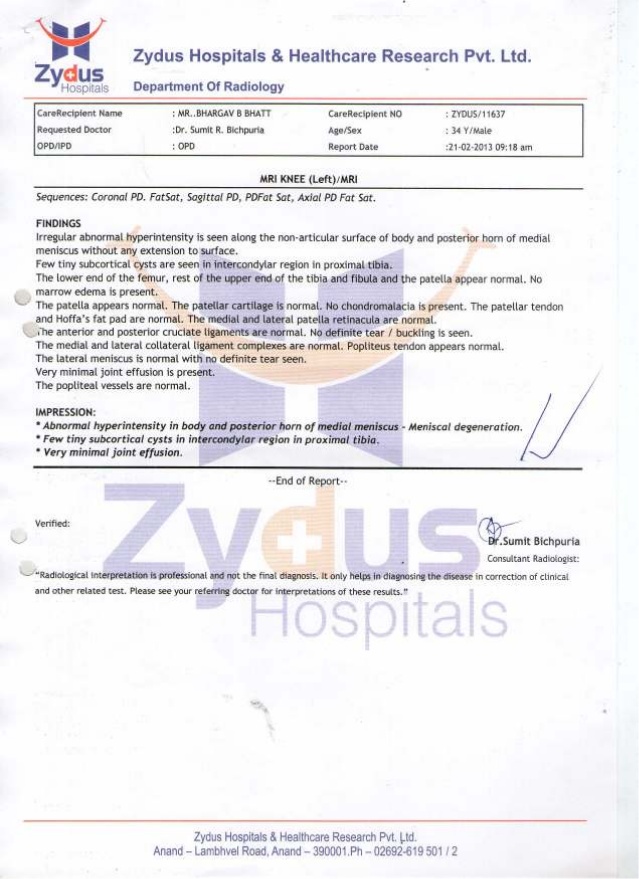 Zydus Hospitals & Healthcare Research Pvt. Ltd.
Zydus
Hospitals
Department Of Radiology
CareRecipient Name : MR..BHARGAV B BHATT CareRecipient NO : ZYDUS/11637
Requested Doctor :Dr. Sumit R. Bichpuria Age/Sex : 34 Y/Male
OPD/IPD : OPD Report Date :21-02-2013 09:18 am
MRI KNEE (Left)/MRI
Sequences: Coronal PD. FatSat, Sagittal PD, PDFat Sat, Axial PD Fat Sat.
FINDINGS
Irregular abnormal hyperintensity is seen along the non-articular surface of body and posterior horn of medial
meniscus without any extension to surface.
Few tiny subcortical cysts are seen in intercondylar region in proximal tibia.
The lower end of the femur, rest of the upper end of the tibia and fibula and the patella appear normal. No
marrow edema is present.
The patella appears normal. The patellar cartilage is normal. No chondromalacia is present. The patellar tendon
and Hoffa's fat pad are normal. The medial and lateral patella retinacula are normal.
The anterior and posterior cruciate ligaments are normal. No definite tear / buckling is seen.
The medial and lateral collateral ligament complexes are normal. Popliteus tendon appears normal.
The lateral meniscus is normal with no definite tear seen.
Very minimal joint effusion is present.
The popliteal vessels are normal.
IMPRESSION:
* Abnormal hyperintensity in body and posterior horn of medial meniscus - Meniscal degeneration.
* Few tiny subcortical cysts in intercondylar region in proximal tibia.
* Very minimal joint effusion.
--End of Report--
Verified:
Dr.Sumit Bichpuria
Consultant Radiologist:
"Radiological interpretation is professional and not the final diagnosis. It only helps in diagnosing the disease in correction of clinical
and other related test. Please see your referring doctor for interpretations of these results."
Zydus
Hospitals
Zydus Hospitals & Healthcare Research Pvt. Ltd.
Anand – Lambhvel Road, Anand – 390001.Ph – 02692-619 501 / 2